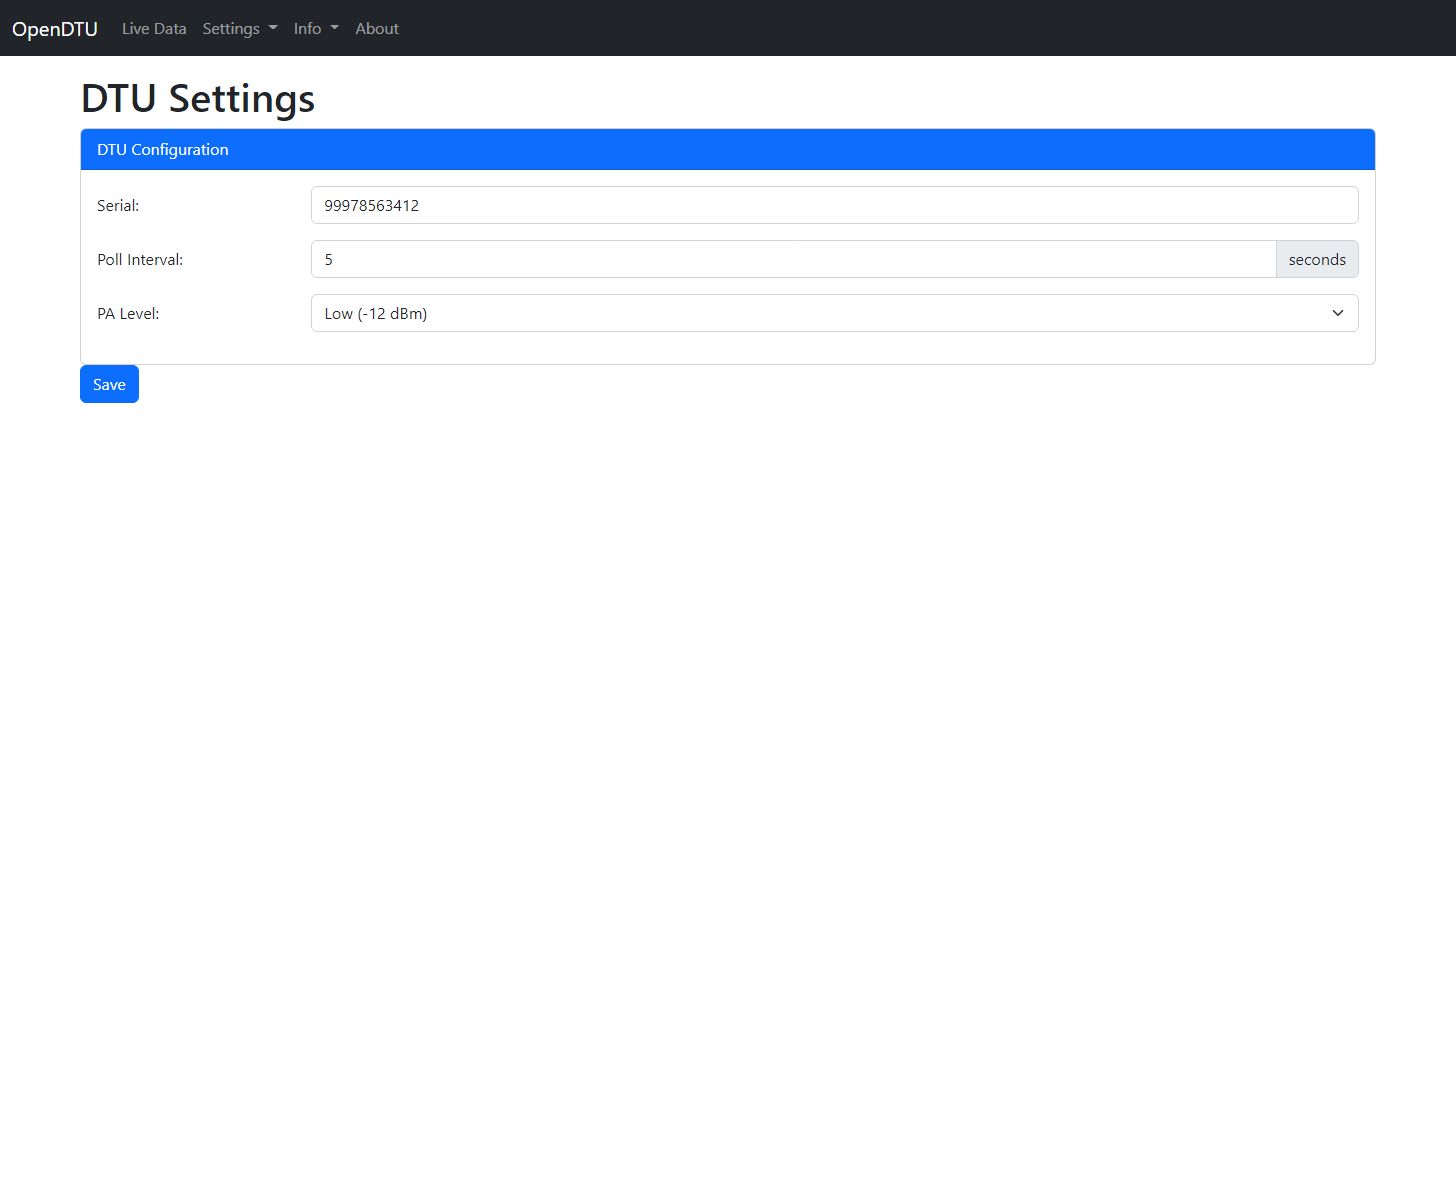 OpenDTU Live Data Settings Info About
DTU Settings
DTU Configuration
Serial: 99978563412
Poll Interval: 5 seconds
PA Level: Low (-12 dBm)
Save